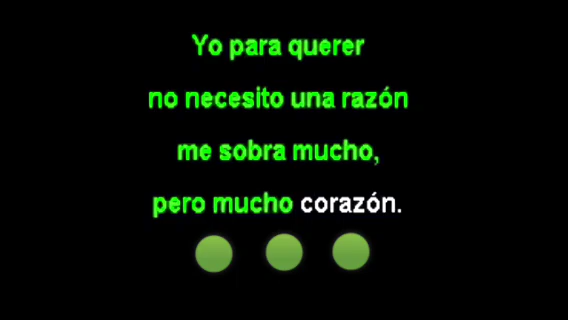 Yo para querer
no necesito una razón
me sobra mucho,
pero mucho corazón.